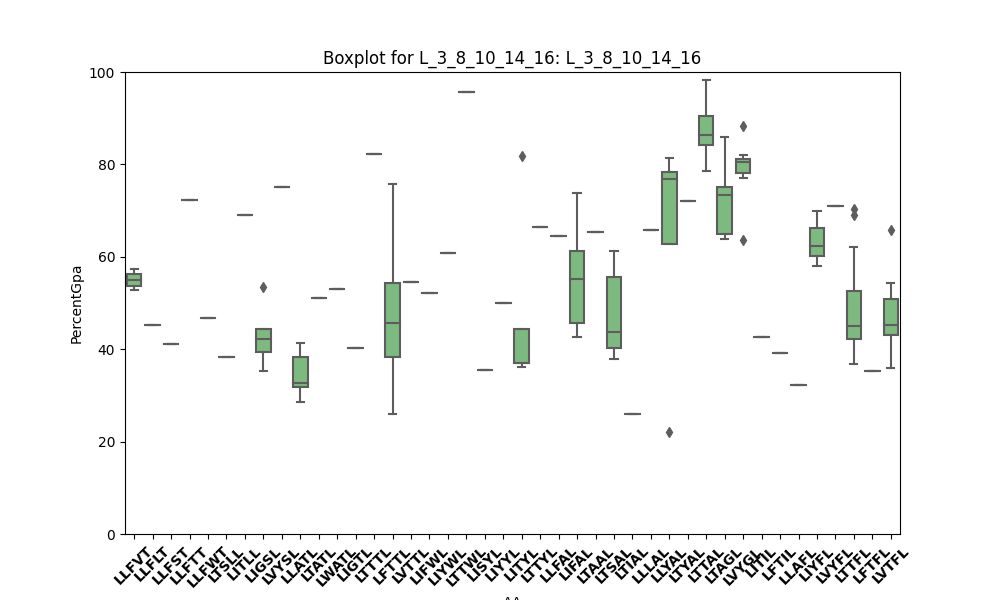 Boxplot for L_3_8_10_14_16: L_3_8_10_14_16
PercentGpa
100
80
60
40
20
0
LLFVT
LLFLT
LLFST
LLFTT
LLFWT
LTSLL
LITLL
LIGSL
LVYSL
LLATL
LTATL
LWATL
LIGTL
LTTTL
LFTTL
LVTTL
LIFWL
LIYWL
LTTWL
LISYL
LIYYL
LITYL
LTTYL
LLFAL
LIFAL
LTAAL
LTSAL
LTIAL
LLLAL
LLYAL
LTYAL
LTTAL
LTAGL
LVYGL
LITIL
LFTIL
LLAFL
LIYFL
LVYFL
LTTFL
LFTFL
LVTFL